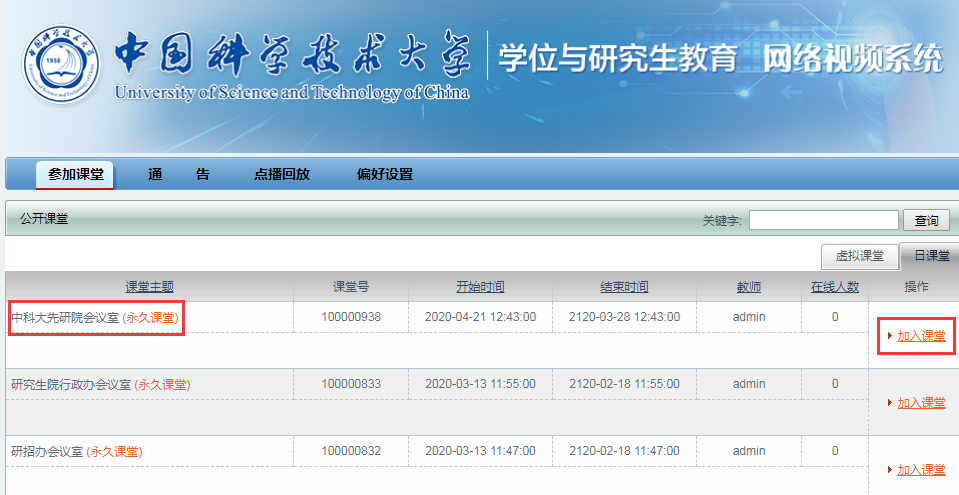 中国科学技术大学 学位与研究生教育 网络视频系统
1958
University of Science and Technology of China
参加课堂 通 告 点播回放 偏好设置
公开课堂 关键字: 查询
虚拟课堂 日课堂
课堂主题 课堂号 开始时间 结束时间 教师 在线人数 操作
中科大先研院会议室 (永久课堂) 100000938 2020-04-21 12:43:00 2120-03-28 12:43:00 admin 0 加入课堂
研究生院行政办会议室 (永久课堂) 100000833 2020-03-13 11:55:00 2120-02-18 11:55:00 admin 0 加入课堂
研招办会议室 (永久课堂) 100000832 2020-03-13 11:47:00 2120-02-18 11:47:00 admin 0 加入课堂